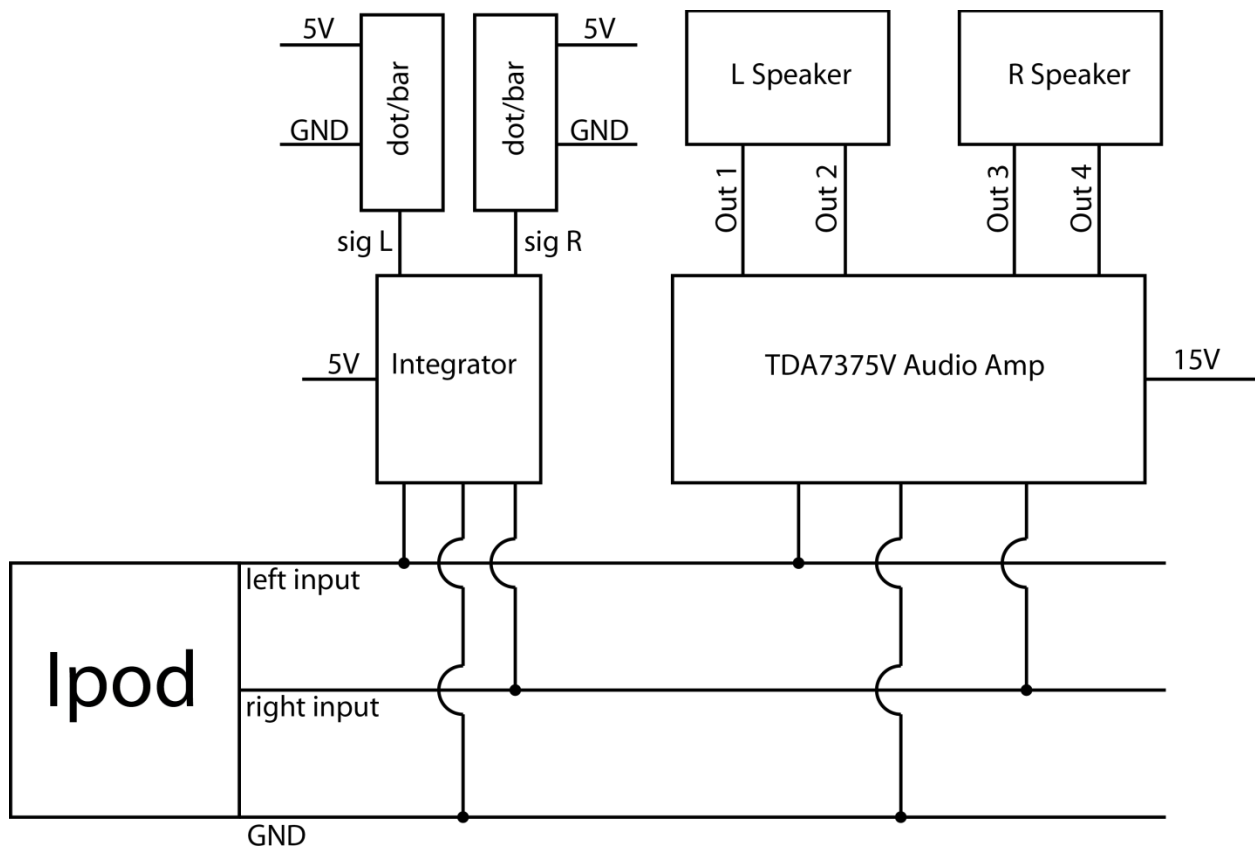 5V
5V
GND
GND
dot/bar
dot/bar
L Speaker
R Speaker
Out 1
Out 2
Out 3
Out 4
sig L
sig R
5V
Integrator
TDA7375V Audio Amp
15V
Ipod
left input
right input
GND